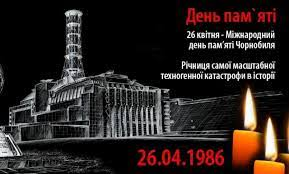 День пам`яті
26 квітня - Міжнародний
день пам'яті Чорнобиля
Річниця самої масштабної
техногенної катастрофи в історії
26.04.1986